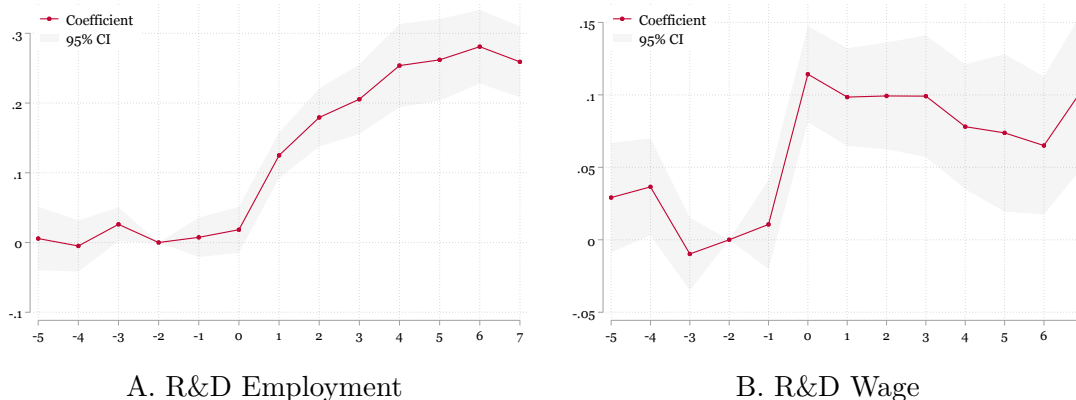 Coefficient
95% CI
.3
.2
.1
0
-.1
-5 -4 -3 -2 -1 0 1 2 3 4 5 6 7
A. R&D Employment
Coefficient
95% CI
.15
.1
.05
0
-.05
-5 -4 -3 -2 -1 0 1 2 3 4 5 6
B. R&D Wage